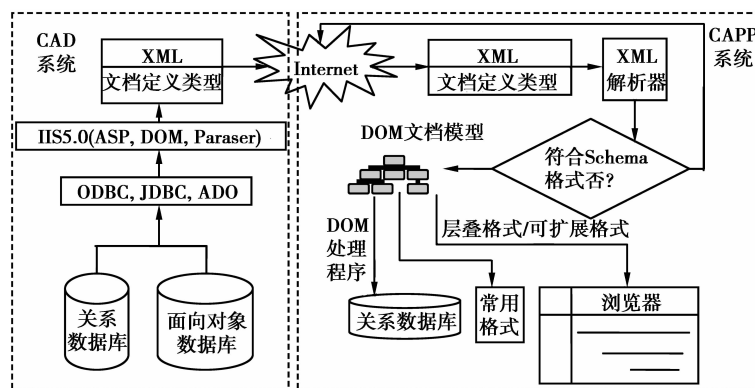 CAD
系统
XML
文档定义类型
IIS5.0(ASP, DOM, Paraser)
ODBC, JDBC, ADO
关系
数据库
面向对象
数据库
Internet
XML
文档定义类型
XML
解析器
CAPP
系统
DOM文档模型
符合Schema
格式否?
DOM
处理
程序
层叠格式/可扩展格式
关系数据库
常用
格式
浏览器